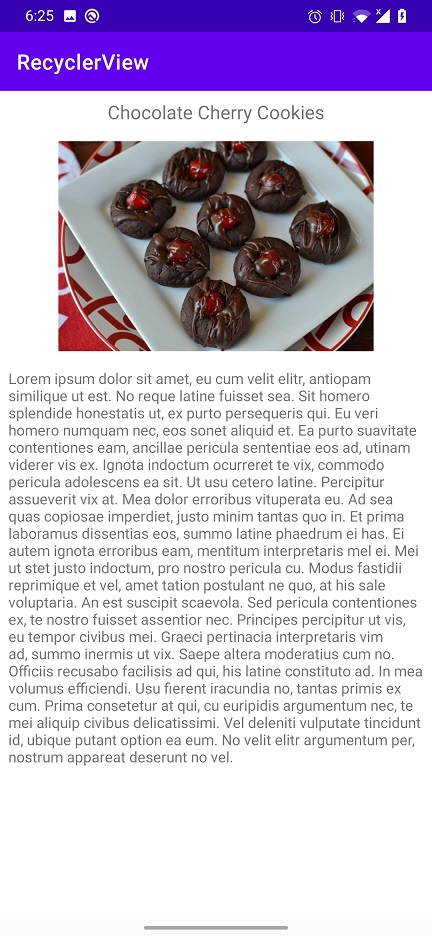 6:25
x
RecyclerView
Chocolate Cherry Cookies
Lorem ipsum dolor sit amet, eu cum velit elitr, antiopam
similique ut est. No reque latine fuisset sea. Sit homero
splendide honestatis ut, ex purto persequeris qui. Eu veri
homero numquam nec, eos sonet aliquid et. Ea purto suavitate
contentiones eam, ancillae pericula sententiae eos ad, utinam
viderer vis ex. Ignota indoctum ocurreret te vix, commodo
pericula adolescens ea sit. Ut usu cetero latine. Percipitur
assueverit vix at. Mea dolor erroribus vituperata eu. Ad sea
quas copiosae imperdiet, justo minim tantas quo in. Et prima
laboramus dissentias eos, summo latine phaedrum ei has. Ei
autem ignota erroribus eam, mentitum interpretaris mel ei. Mei
ut stet justo indoctum, pro nostro pericula cu. Modus fastidii
reprimique et vel, amet tation postulant ne quo, at his sale
voluptaria. An est suscipit scaevola. Sed pericula contentiones
ex, te nostro fuisset assentior nec. Principes percipitur ut vis,
eu tempor civibus mei. Graeci pertinacia interpretaris vim
ad, summo inermis ut vix. Saepe altera moderatius cum no.
Officiis recusabo facilisis ad qui, his latine constituto ad. In mea
volumus efficiendi. Usu fierent iracundia no, tantas primis ex
cum. Prima consetetur at qui, cu euripidis argumentum nec, te
mei aliquip civibus delicatissimi. Vel deleniti vulputate tincidunt
id, ubique putant option ea eum. No velit elitr argumentum per,
nostrum appareat deserunt no vel.